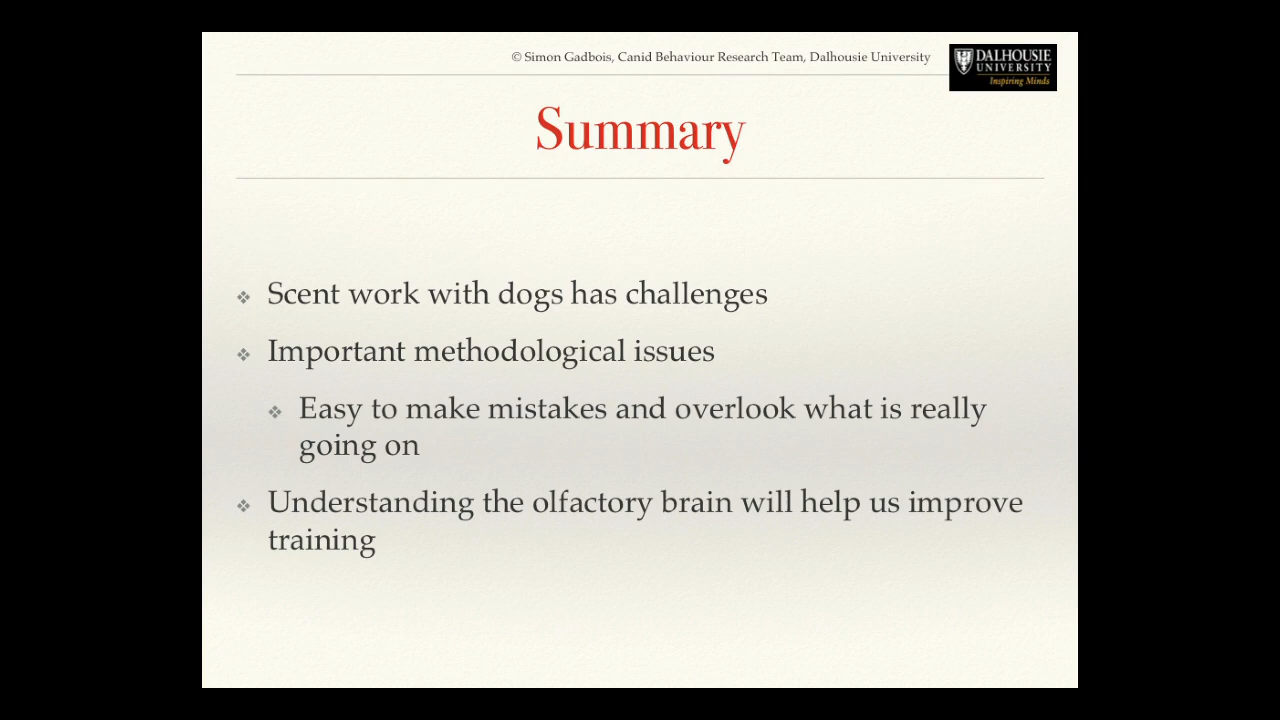 © Simon Gadbois, Canid Behaviour Research Team, Dalhousie University
DALHOUSIE
UNIVERSITY
Inspiring Minds
Summary
Scent work with dogs has challenges
Important methodological issues
Easy to make mistakes and overlook what is really
going on
Understanding the olfactory brain will help us improve
training